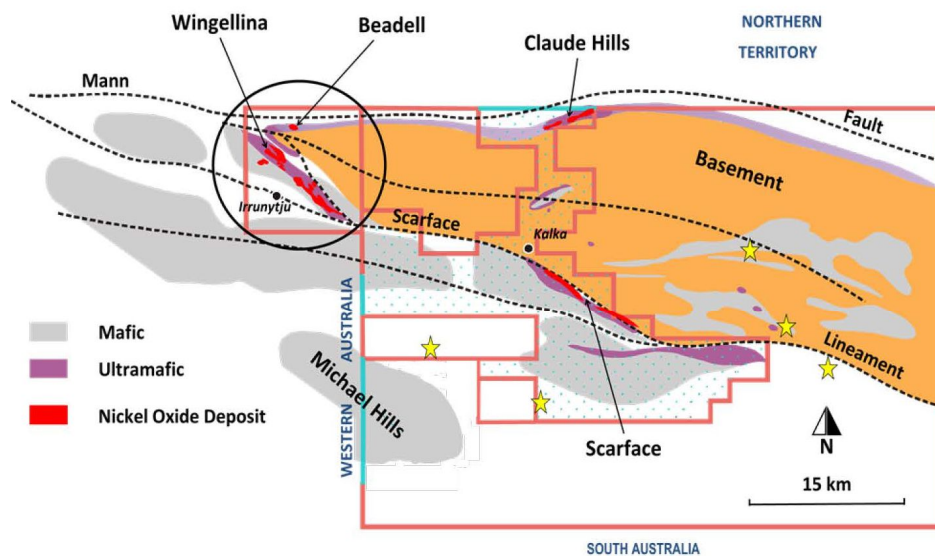 Wingellina
Beadell
Claude Hills
NORTHERN
TERRITORY
Mann
Fault
Basement
Irrunytju
Scarface
Kalka
WESTERN AUSTRALIA
Mafic
Ultramafic
Nickel Oxide Deposit
Michael Hills
Lineament
Scarface
N
15 km
SOUTH AUSTRALIA